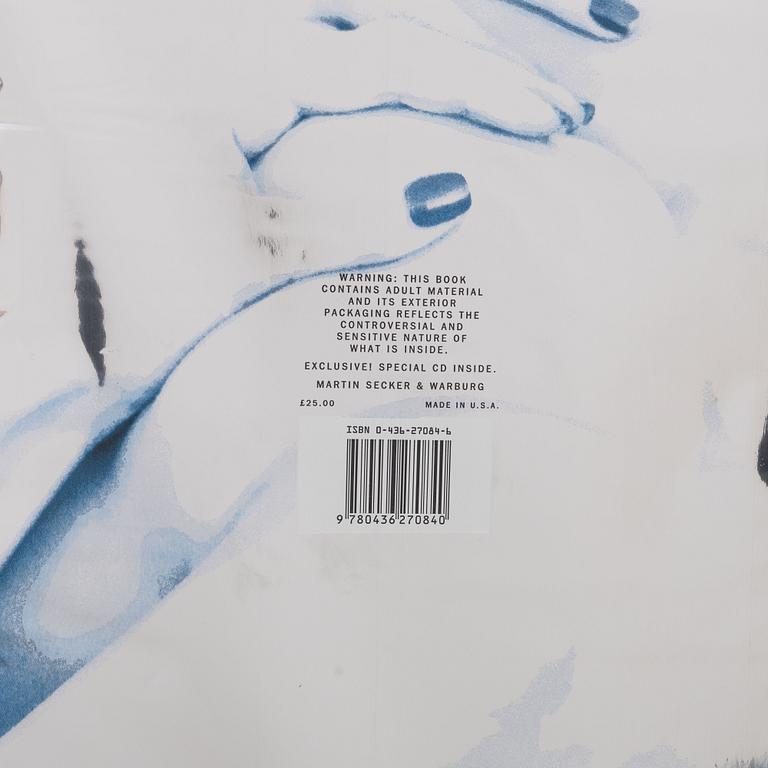 WARNING: THIS BOOK
CONTAINS ADULT MATERIAL
AND ITS EXTERIOR
PACKAGING REFLECTS THE
CONTROVERSIAL AND
SENSITIVE NATURE OF
WHAT IS INSIDE.
EXCLUSIVE! SPECIAL CD INSIDE.
MARTIN SECKER & WARBURG
£25.00 MADE IN U.S.A.
ISBN 0-436-27084-6
9 780436 270840